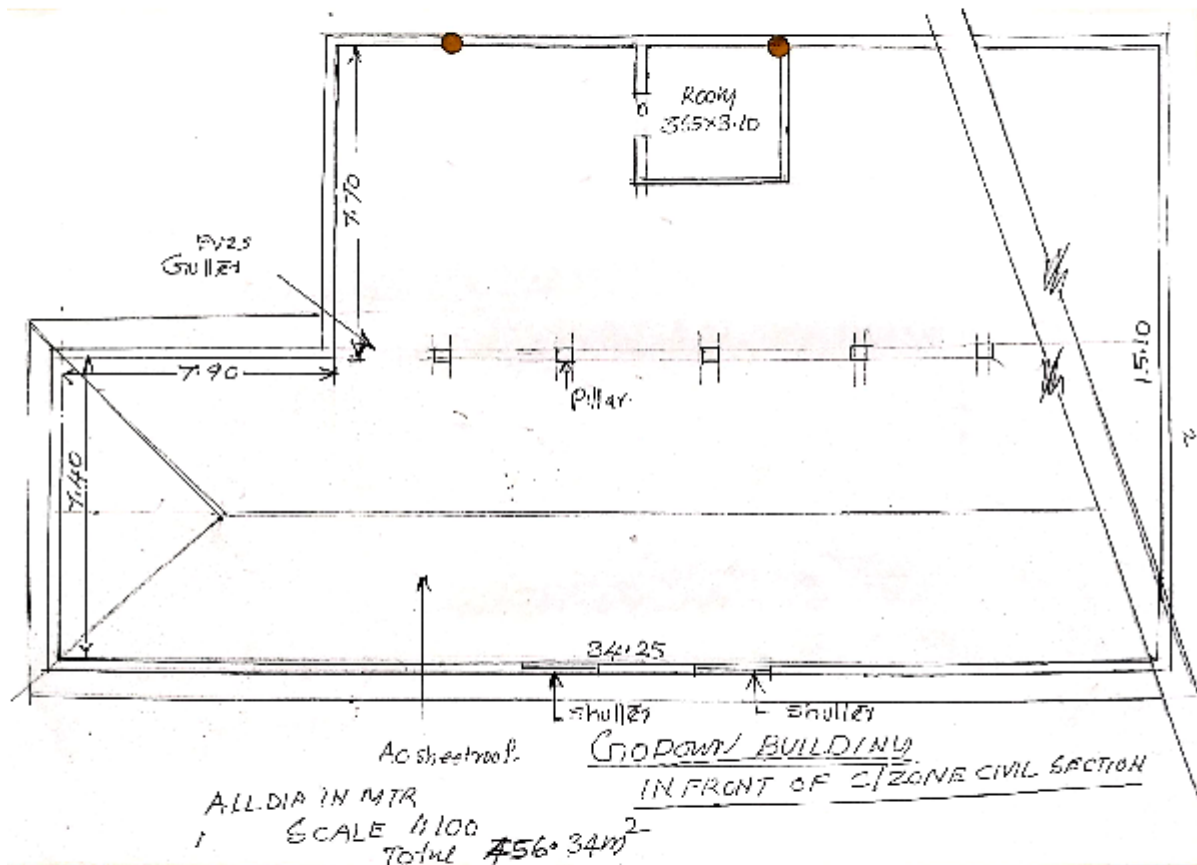 Room
3.65×3.10
7.70
Gutter
7.90
Pillar
15.10
7.40
34.25
Shutter
Shutter
AC sheet roof.
GODOWN BUILDING
IN FRONT OF C/ZONE CIVIL SECTION
ALL.DIA IN MTR
SCALE 1:100
Total 456.34m²